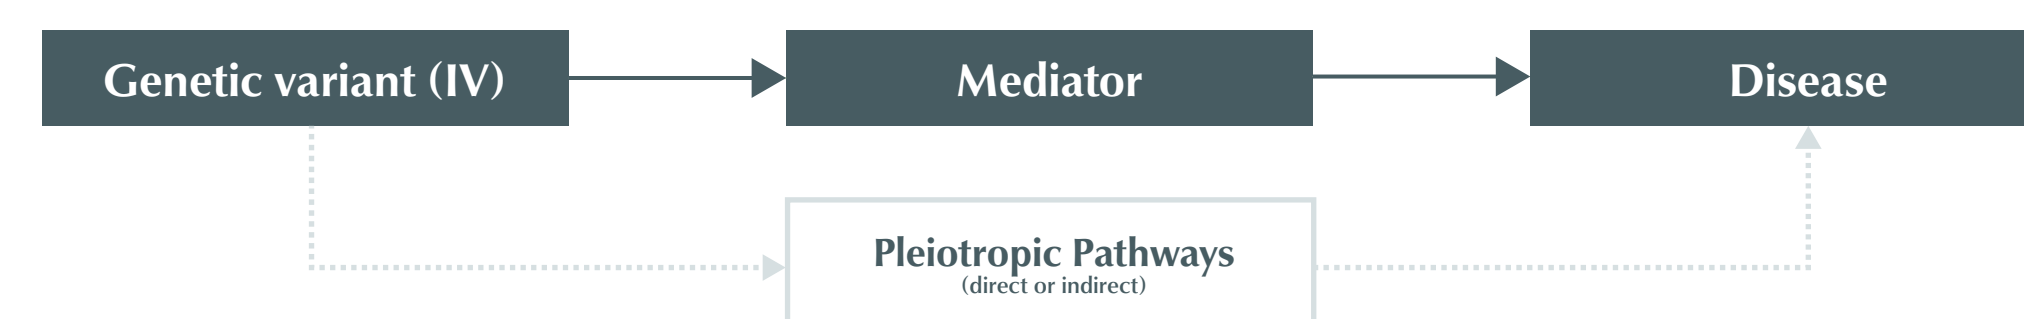 Genetic variant (IV)
Mediator
Disease
Pleiotropic Pathways
(direct or indirect)